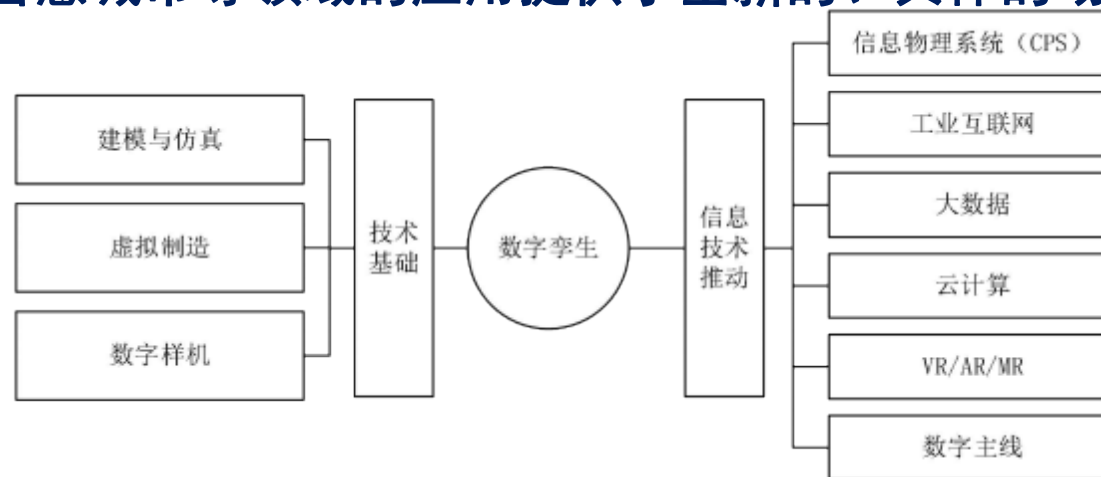 建模与仿真
虚拟制造
数字样机
技术
基础
数字孪生
信息
技术
推动
信息物理系统（CPS）
工业互联网
大数据
云计算
VR/AR/MR
数字主线